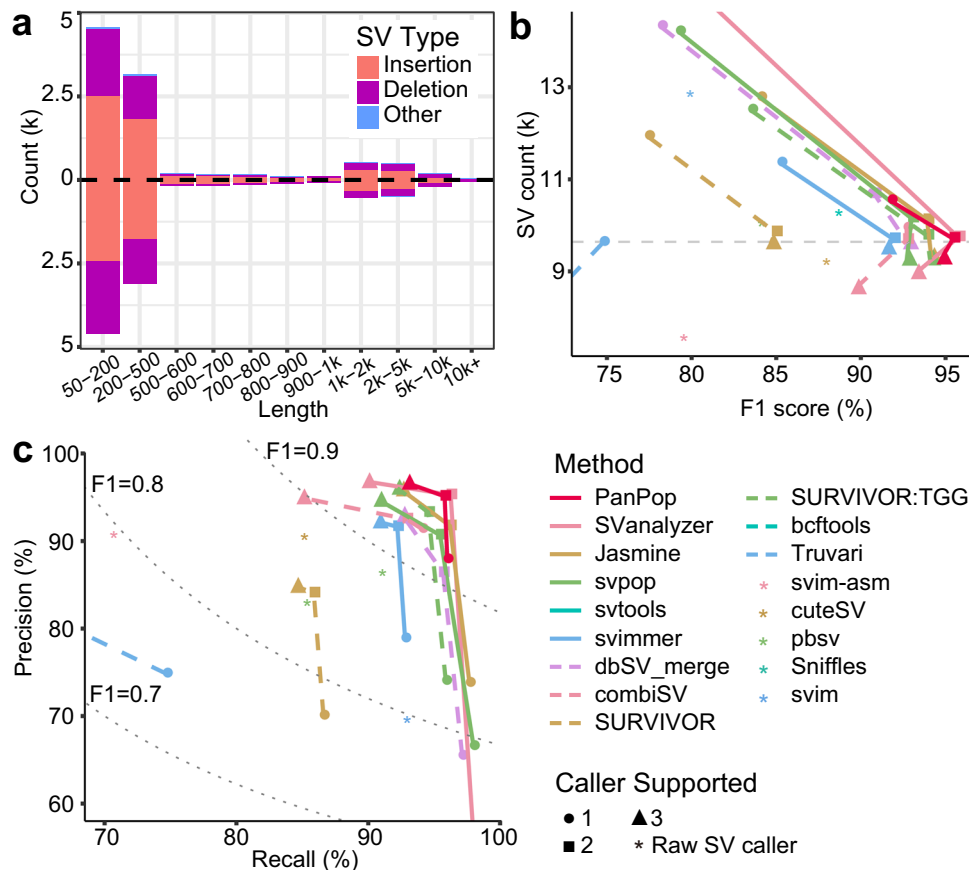 a
5
2.5
0
2.5
5
Count (k)
SV Type
Insertion
Deletion
Other
50−200
200−500
500−600
600−700
700−800
800−900
900−1k
1k−2k
2k−5k
5k−10k
10k+
Length
b
13
11
9
SV count (k)
75 80 85 90 95
F1 score (%)
c
100
90
80
70
60
Precision (%)
F1=0.9
F1=0.8
F1=0.7
70 80 90 100
Recall (%)
Method
PanPop
SVanalyzer
Jasmine
svpop
svtools
svimmer
dbSV_merge
combiSV
SURVIVOR
SURVIVOR:TGG
bcftools
Truvari
* svim-asm
* cuteSV
* pbsv
* Sniffles
* svim
Caller Supported
1
3
2
* Raw SV caller